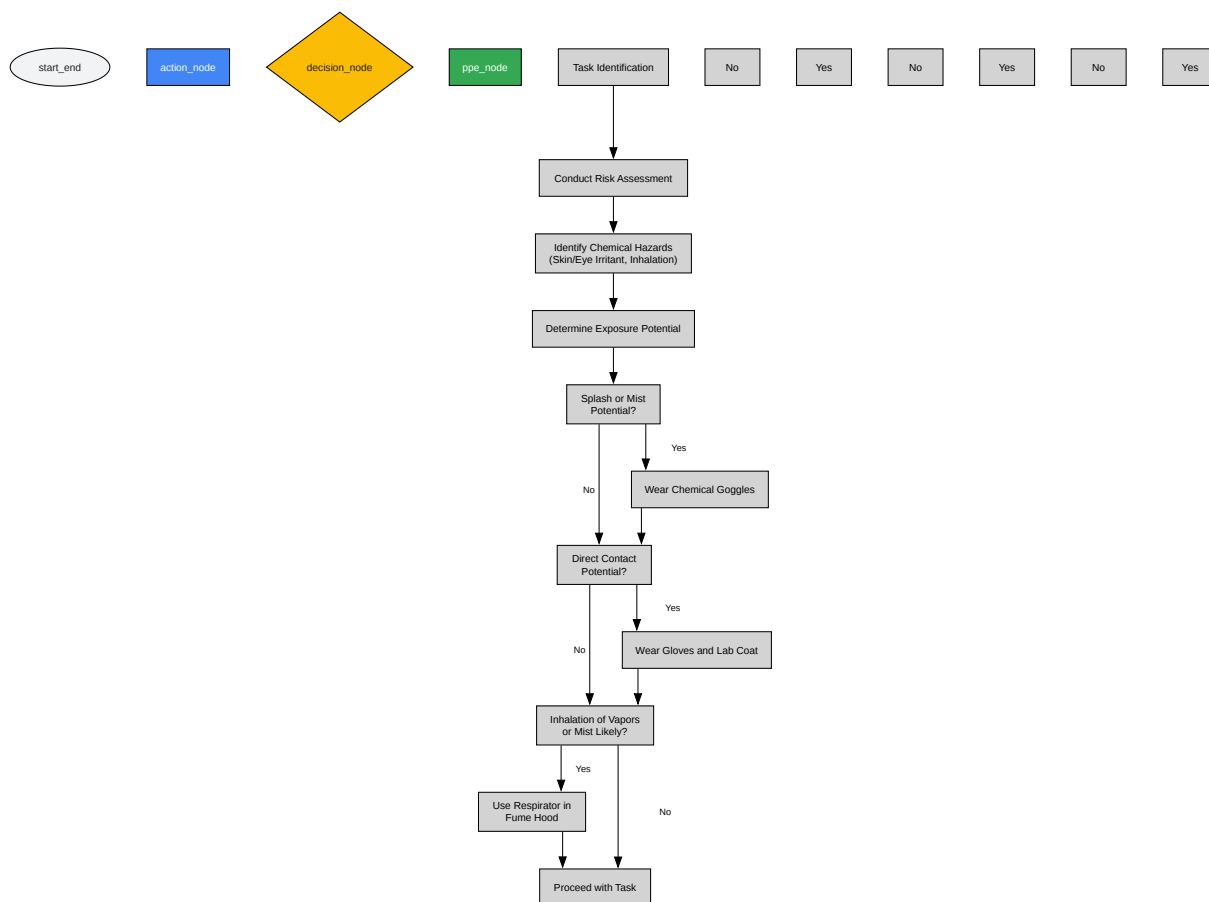 start_end
action_node
decision_node
ppe_node
Task Identification
No
Yes
No
Yes
No
Yes
Conduct Risk Assessment
Identify Chemical Hazards
(Skin/Eye Irritant, Inhalation)
Determine Exposure Potential
Splash or Mist
Potential?
Yes
No
Wear Chemical Goggles
Direct Contact
Potential?
Yes
No
Wear Gloves and Lab Coat
Inhalation of Vapors
or Mist Likely?
Yes
Use Respirator in
Fume Hood
No
Proceed with Task